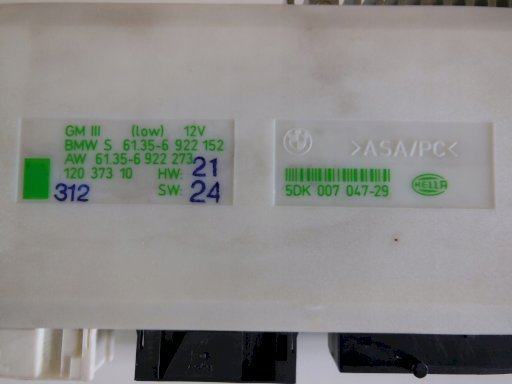 GM III (low) 12V
BMW S 61.35-6 922 152
AW 61.35-6 922 273
120 373 10 HW: 21
312 SW: 24
>ASA/PC<
5DK 007 047-29
HELLA